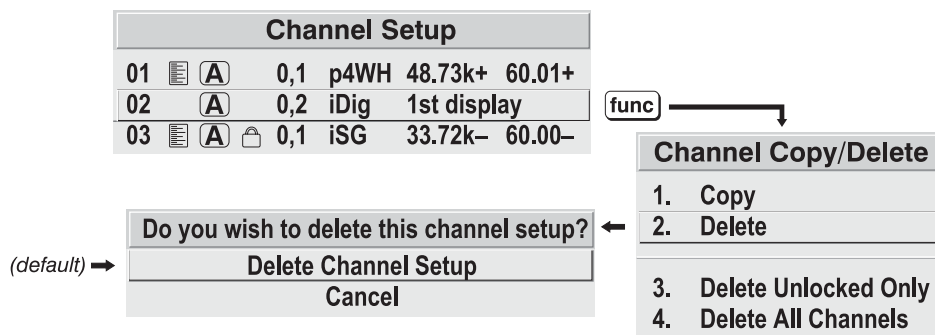 Channel Setup
01 A 0,1 p4WH 48.73k+ 60.01+
02 A 0,2 iDig 1st display
03 A 0,1 iSG 33.72k– 60.00–
func
Channel Copy/Delete
1. Copy
2. Delete
3. Delete Unlocked Only
4. Delete All Channels
Do you wish to delete this channel setup?
(default) Delete Channel Setup
Cancel